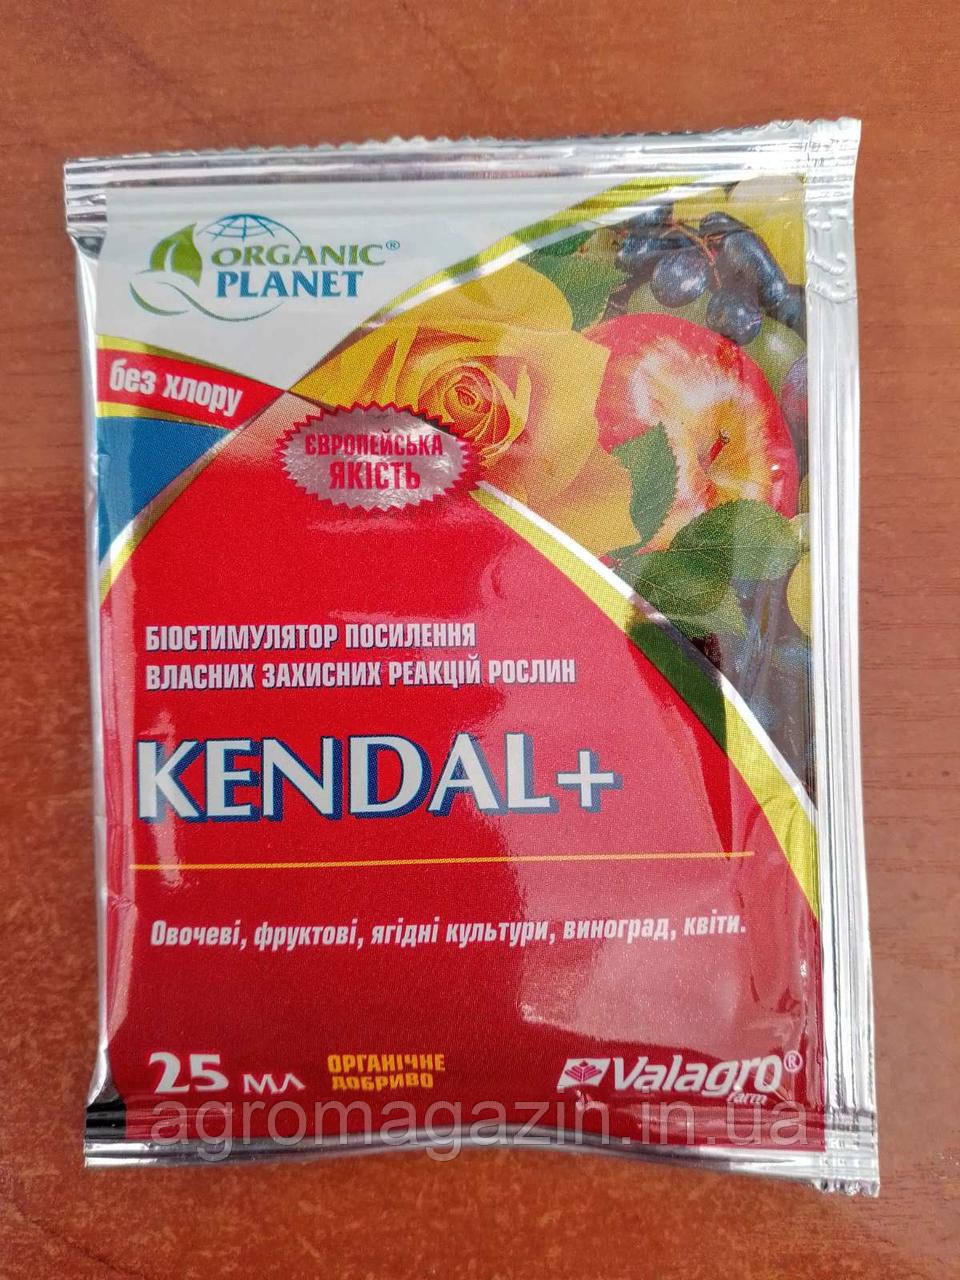 ORGANIC®
PLANET
без хлору
ЄВРОПЕЙСЬКА
ЯКІСТЬ
БІОСТИМУЛЯТОР ПОСИЛЕННЯ
ВЛАСНИХ ЗАХИСНИХ РЕАКЦІЙ РОСЛИН
KENDAL+
Овочеві, фруктові, ягідні культури, виноград, квіти.
25 мл
ОРГАНІЧНЕ
ДОБРИВО
Valagro®
farm
agromagazin.in.ua